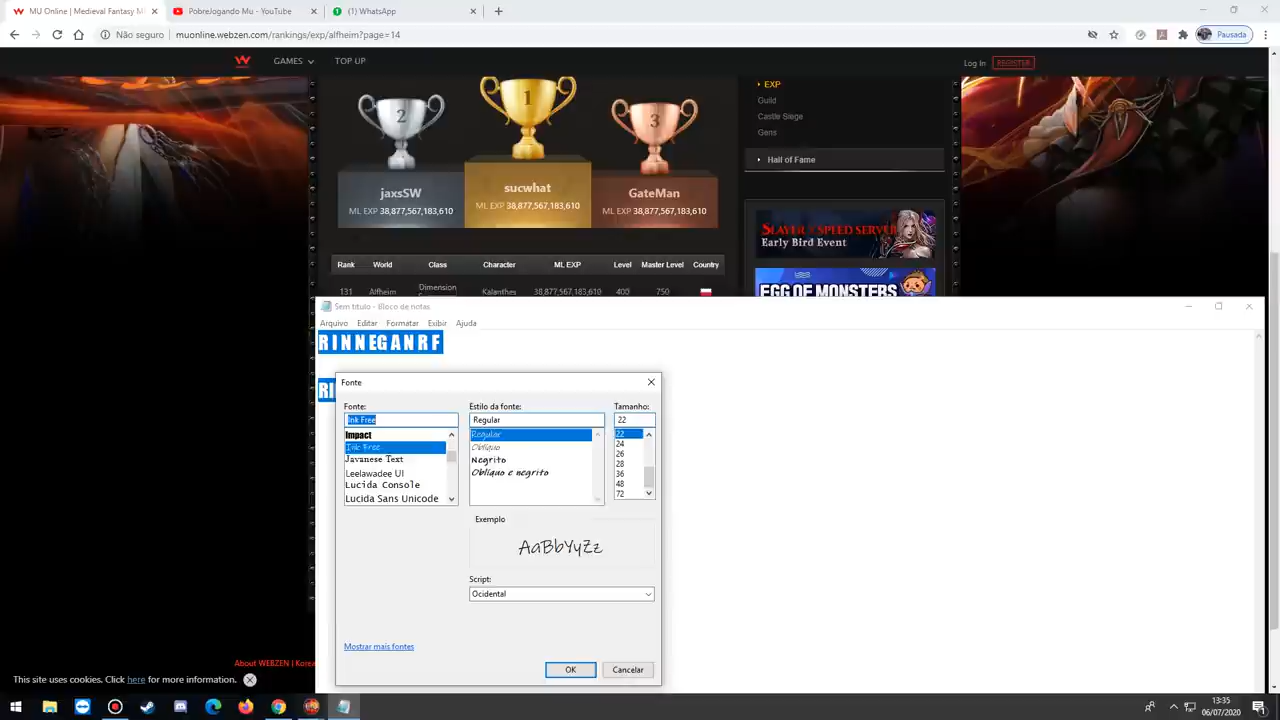 MU Online | Medieval Fantasy M
PobreJogando Mu - YouTube
(1) WhatsApp
Não seguro
muonline.webzen.com/rankings/exp/alfheim?page=14
Pausada
GAMES
TOP UP
Log In
REGISTER
2
1
3
jaxsSW
ML EXP 38,877,567,183,610
sucwhat
ML EXP 38,877,567,183,610
GateMan
ML EXP 38,877,567,183,610
EXP
Guild
Castle Siege
Gens
Hall of Fame
SLAYER SPEED SERVER
Early Bird Event
EGG OF MONSTERS
Rank World Class Character ML EXP Level Master Level Country
131 Alfheim Dimension Kalanthes 38,877,567,183,610 400 750
Sem título - Bloco de notas
Arquivo Editar Formatar Exibir Ajuda
RINNEGANRF
RI
Fonte
Fonte:
Ink Free
Impact
Ink Free
Javanese Text
Leelawadee UI
Lucida Console
Lucida Sans Unicode
Estilo da fonte:
Regular
Regular
Oblíquo
Negrito
Oblíquo e negrito
Tamanho:
22
22
24
26
28
36
48
72
Exemplo
AaBbYyZz
Script:
Ocidental
Mostrar mais fontes
OK
Cancelar
About WEBZEN | Korea
This site uses cookies. Click here for more information.
13:35
06/07/2020
1